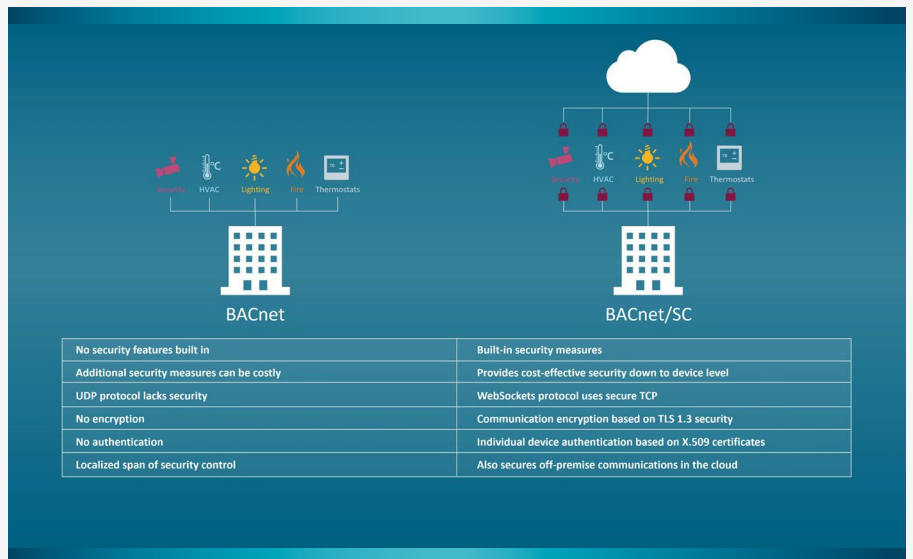 °C
70
Security
HVAC
Lighting
Fire
Thermostats
BACnet
°C
70
Security
HVAC
Lighting
Fire
Thermostats
BACnet/SC
No security features built in
Built-in security measures
Additional security measures can be costly
Provides cost-effective security down to device level
UDP protocol lacks security
WebSockets protocol uses secure TCP
No encryption
Communication encryption based on TLS 1.3 security
No authentication
Individual device authentication based on X.509 certificates
Localized span of security control
Also secures off-premise communications in the cloud